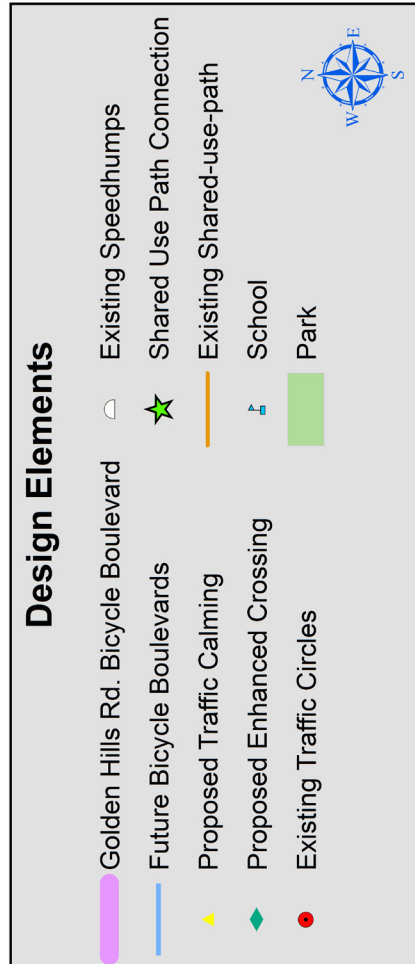 Design Elements
Golden Hills Rd. Bicycle Boulevard
Future Bicycle Boulevards
Proposed Traffic Calming
Proposed Enhanced Crossing
Existing Traffic Circles
Existing Speedhumps
Shared Use Path Connection
Existing Shared-use-path
School
Park
N
W E
S